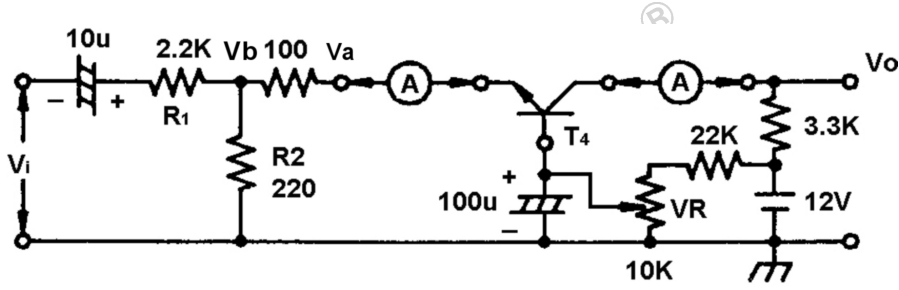 ®
10u
2.2K Vb 100 Va
Vo
− +
A
A
R1
T4
22K
3.3K
Vi
R2
220
+
100u
−
VR
12V
10K